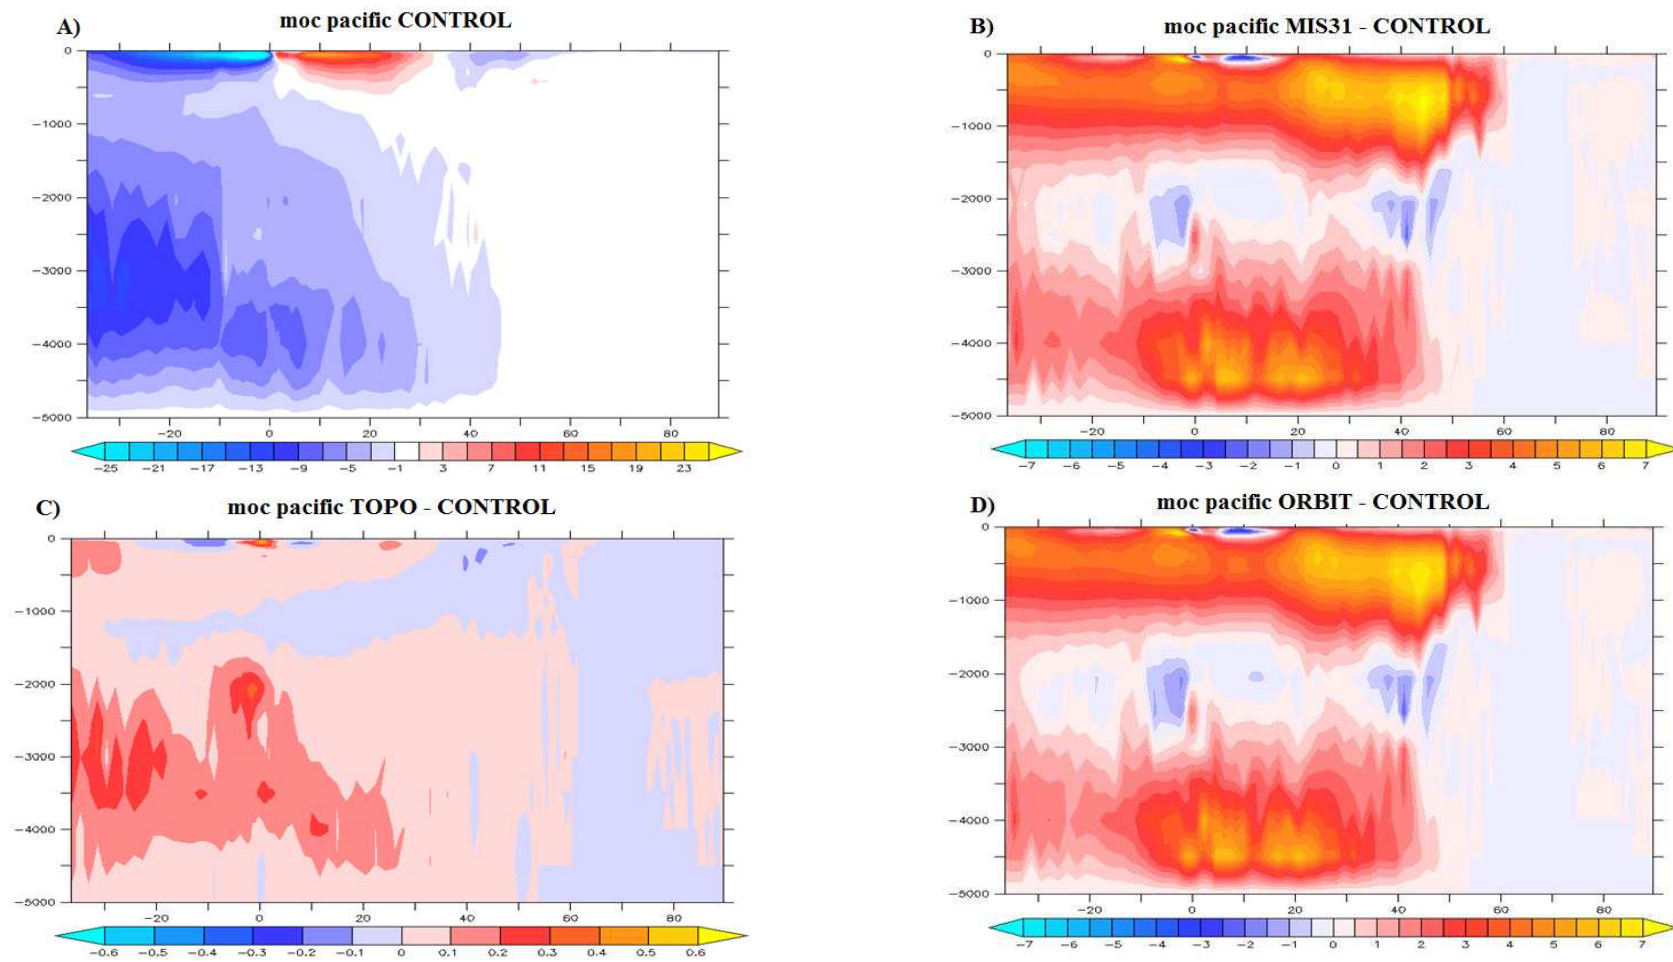 A) moc pacific CONTROL
0
−1000
−2000
−3000
−4000
−5000
−20 0 20 40 60 80
−25 −21 −17 −13 −9 −5 −1 3 7 11 15 19 23
B) moc pacific MIS31 - CONTROL
0
−1000
−2000
−3000
−4000
−5000
−20 0 20 40 60 80
−7 −6 −5 −4 −3 −2 −1 0 1 2 3 4 5 6 7
C) moc pacific TOPO - CONTROL
0
−1000
−2000
−3000
−4000
−5000
−20 0 20 40 60 80
−0.6 −0.5 −0.4 −0.3 −0.2 −0.1 0 0.1 0.2 0.3 0.4 0.5 0.6
D) moc pacific ORBIT - CONTROL
0
−1000
−2000
−3000
−4000
−5000
−20 0 20 40 60 80
−7 −6 −5 −4 −3 −2 −1 0 1 2 3 4 5 6 7